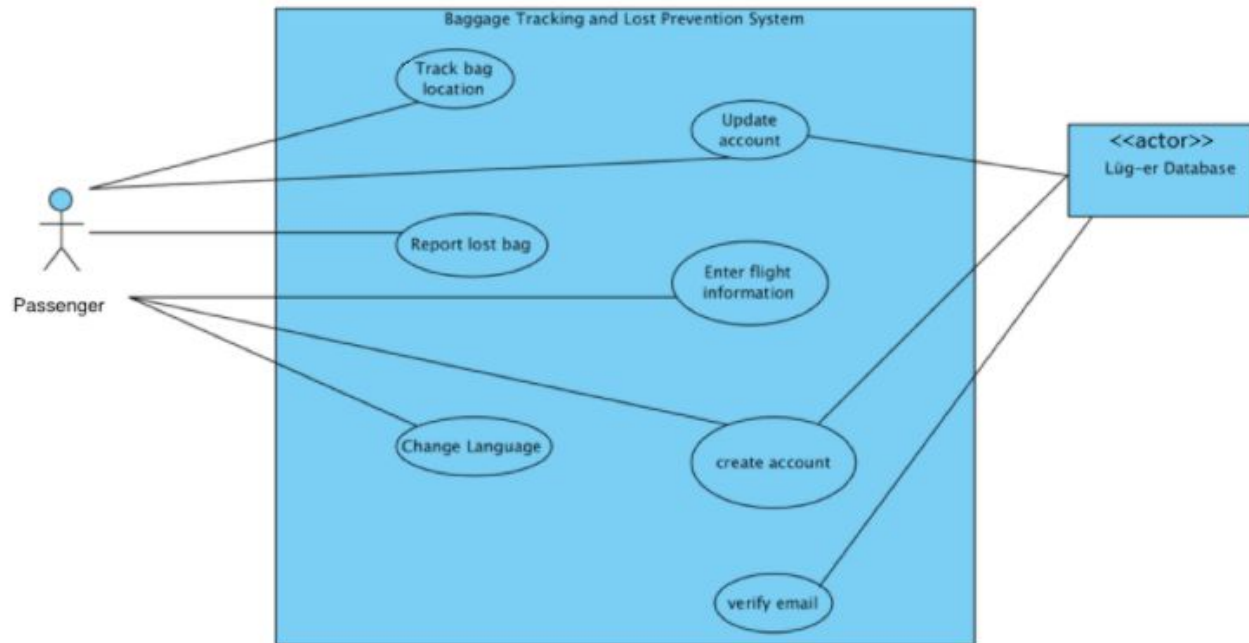 Baggage Tracking and Lost Prevention System
Track bag
location
Update
account
<<actor>>
Lüg-er Database
Report lost bag
Enter flight
information
Passenger
Change Language
create account
verify email